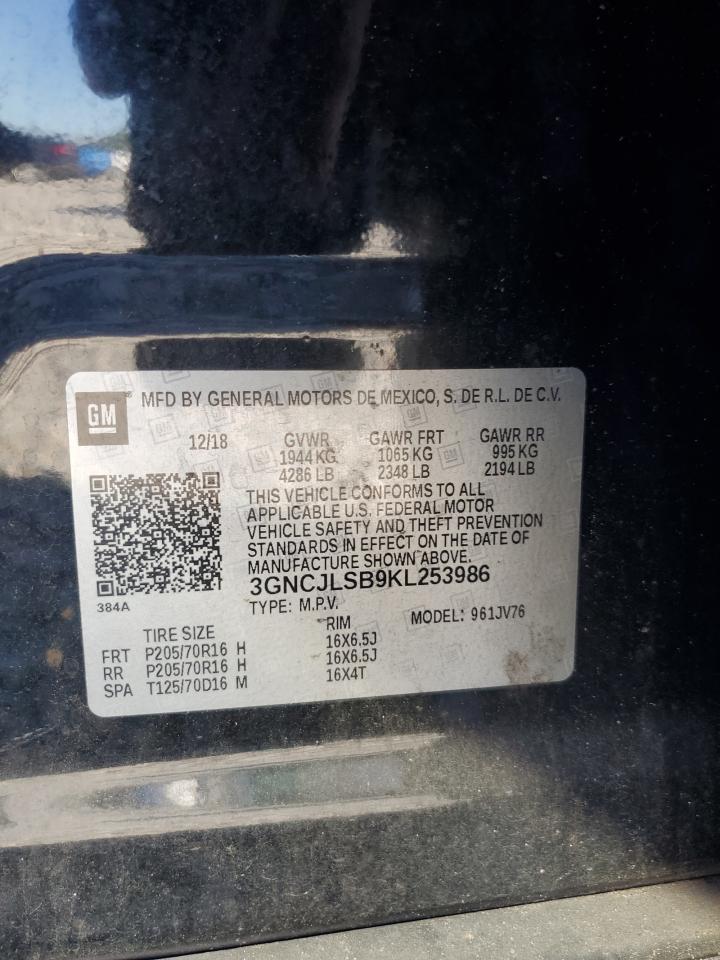 GM
MFD BY GENERAL MOTORS DE MEXICO, S. DE R.L. DE C.V.
12/18 GVWR GAWR FRT GAWR RR
1944 KG 1065 KG 995 KG
4286 LB 2348 LB 2194 LB
THIS VEHICLE CONFORMS TO ALL
APPLICABLE U.S. FEDERAL MOTOR
VEHICLE SAFETY AND THEFT PREVENTION
STANDARDS IN EFFECT ON THE DATE OF
MANUFACTURE SHOWN ABOVE.
3GNCJLSB9KL253986
384A
TYPE: M.P.V. MODEL: 961JV76
TIRE SIZE RIM
FRT P205/70R16 H 16X6.5J
RR P205/70R16 H 16X6.5J
SPA T125/70D16 M 16X4T